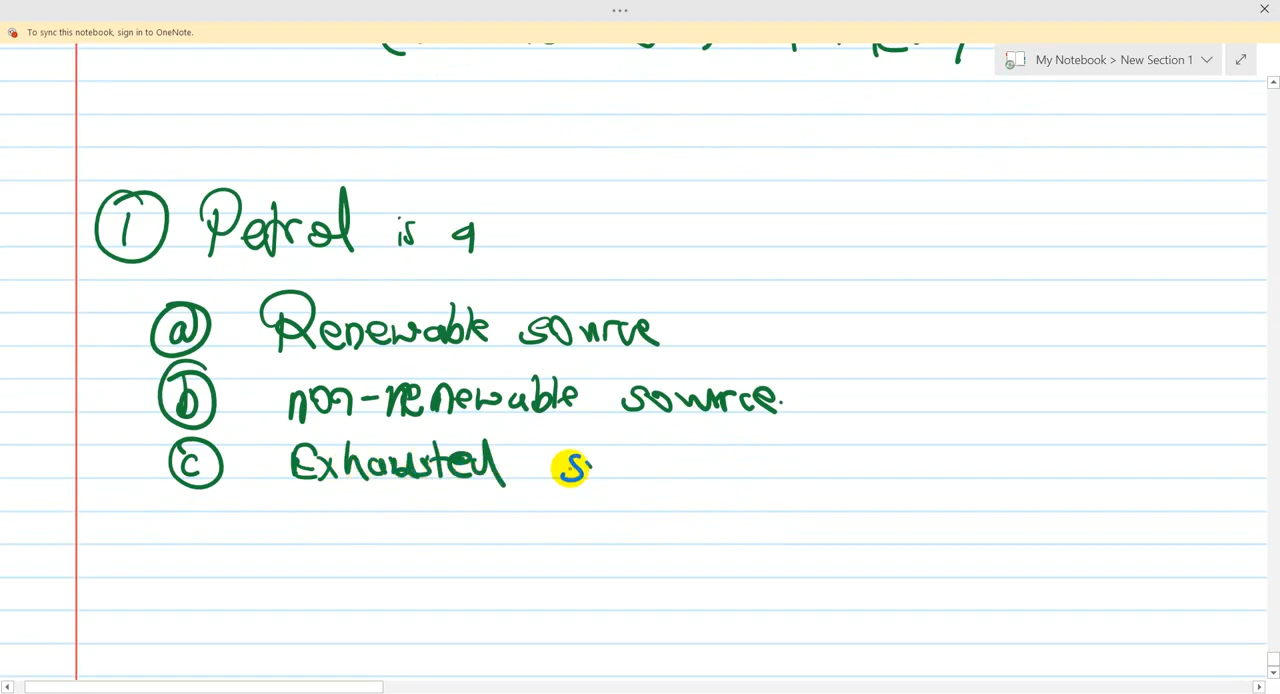 To sync this notebook, sign in to OneNote.
My Notebook > New Section 1
1 Petrol is a
a Renewable source
b non-renewable source.
c Exhausted s